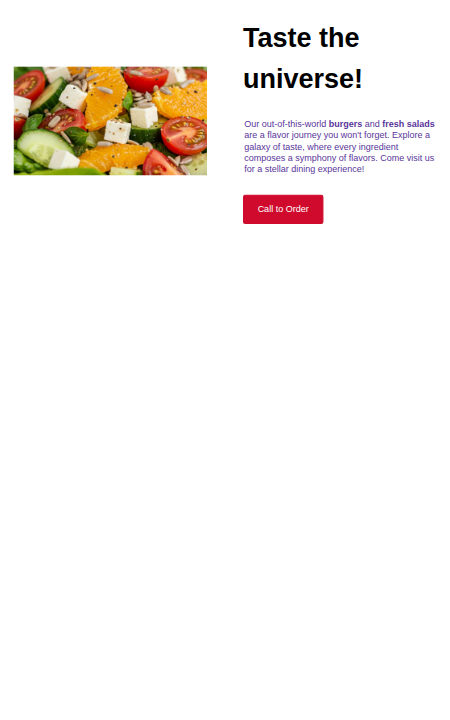 Taste the
universe!
Our out-of-this-world burgers and fresh salads
are a flavor journey you won't forget. Explore a
galaxy of taste, where every ingredient
composes a symphony of flavors. Come visit us
for a stellar dining experience!
Call to Order